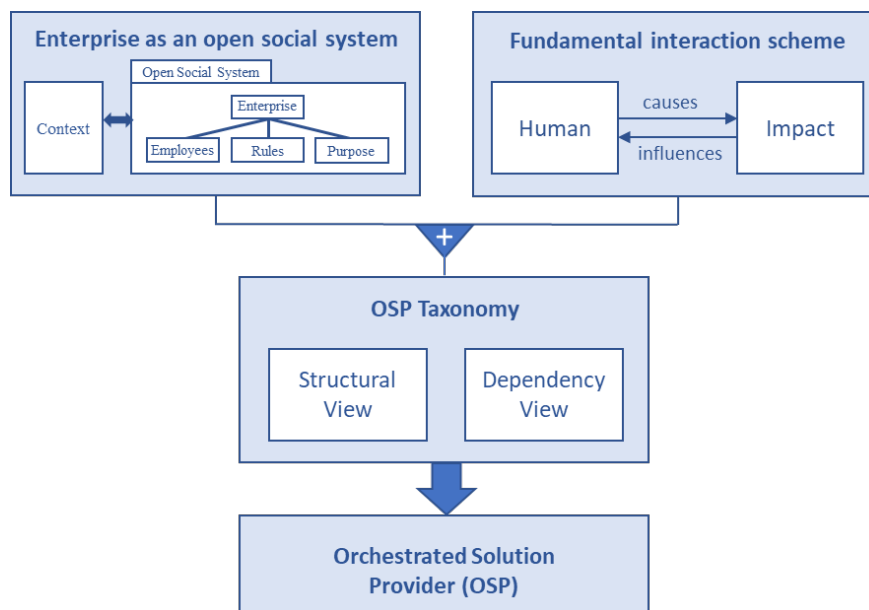 Enterprise as an open social system
Open Social System
Context
Enterprise
Employees
Rules
Purpose
Fundamental interaction scheme
Human
causes
influences
Impact
+
OSP Taxonomy
Structural
View
Dependency
View
Orchestrated Solution
Provider (OSP)